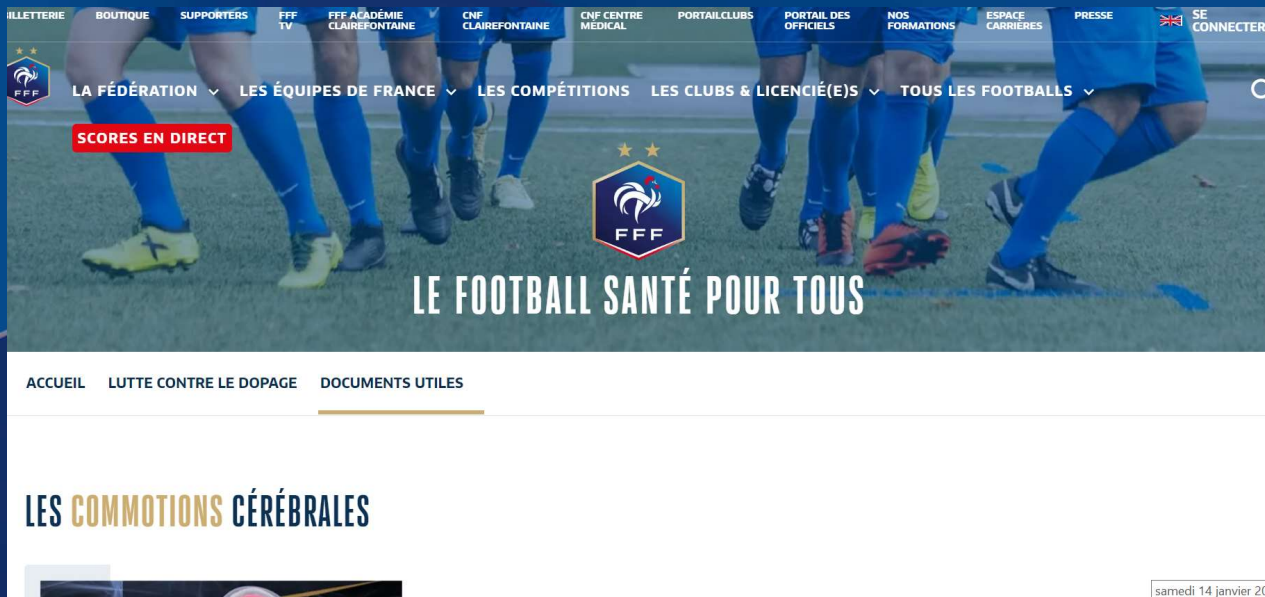 BILLETTERIE BOUTIQUE SUPPORTERS FFF TV FFF ACADÉMIE CLAIREFONTAINE CNF CLAIREFONTAINE CNF CENTRE MÉDICAL PORTAILCLUBS PORTAIL DES OFFICIELS NOS FORMATIONS ESPACE CARRIÈRES PRESSE SE CONNECTER
FFF
LA FÉDÉRATION LES ÉQUIPES DE FRANCE LES COMPÉTITIONS LES CLUBS & LICENCIÉ(E)S TOUS LES FOOTBALLS
SCORES EN DIRECT
FFF
LE FOOTBALL SANTÉ POUR TOUS
ACCUEIL LUTTE CONTRE LE DOPAGE DOCUMENTS UTILES
LES COMMOTIONS CÉRÉBRALES
samedi 14 janvier 20